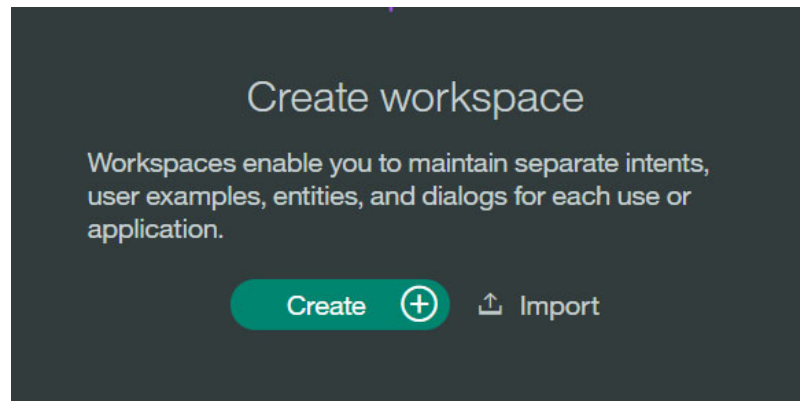 Create workspace
Workspaces enable you to maintain separate intents,
user examples, entities, and dialogs for each use or
application.
Create Import